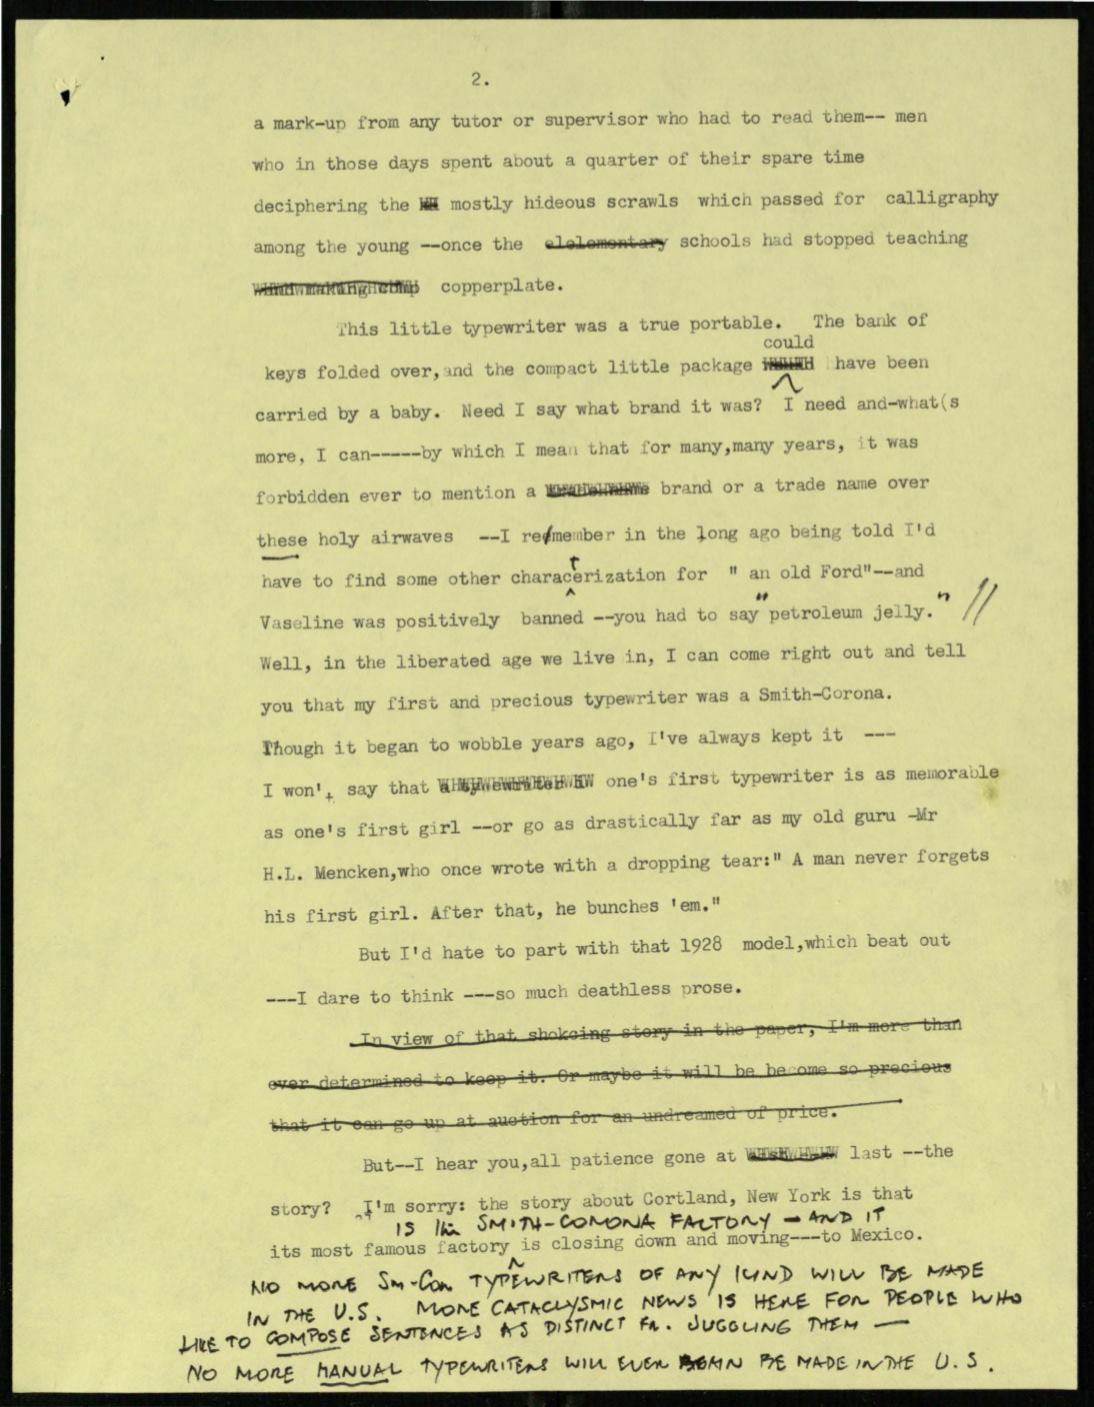 2.
a mark-up from any tutor or supervisor who had to read them-- men
who in those days spent about a quarter of their spare time
deciphering the mostly hideous scrawls which passed for calligraphy
among the young --once the elelementary schools had stopped teaching
copperplate.
This little typewriter was a true portable. The bank of
could
keys folded over,and the compact little package have been
carried by a baby. Need I say what brand it was? I need and-what(s
more, I can-----by which I mean that for many,many years, it was
forbidden ever to mention a brand or a trade name over
these holy airwaves --I remember in the long ago being told I'd
have to find some other characterization for " an old Ford"--and
Vaseline was positively banned --you had to say "petroleum jelly." //
Well, in the liberated age we live in, I can come right out and tell
you that my first and precious typewriter was a Smith-Corona.
Though it began to wobble years ago, I've always kept it ---
I won't say that one's first typewriter is as memorable
as one's first girl --or go as drastically far as my old guru -Mr
H.L. Mencken,who once wrote with a dropping tear:" A man never forgets
his first girl. After that, he bunches 'em."
But I'd hate to part with that 1928 model,which beat out
---I dare to think ---so much deathless prose.
In view of that shokcing story in the paper, I'm more than
ever determined to keep it. Or maybe it will be become so precious
that it can go up at auction for an undreamed of price.
But--I hear you,all patience gone at last --the
story? I'm sorry: the story about Cortland, New York is that
IS the SMITH-CORONA FACTORY - AND IT
its most famous factory is closing down and moving---to Mexico.
NO MORE Sm-Cor TYPEWRITERS OF ANY KIND WILL BE MADE
IN THE U.S. MORE CATACLYSMIC NEWS IS HERE FOR PEOPLE WHO
LIKE TO COMPOSE SENTENCES AS DISTINCT FR. JUGGLING THEM —
NO MORE MANUAL TYPEWRITERS WILL EVER AGAIN BE MADE IN THE U.S.